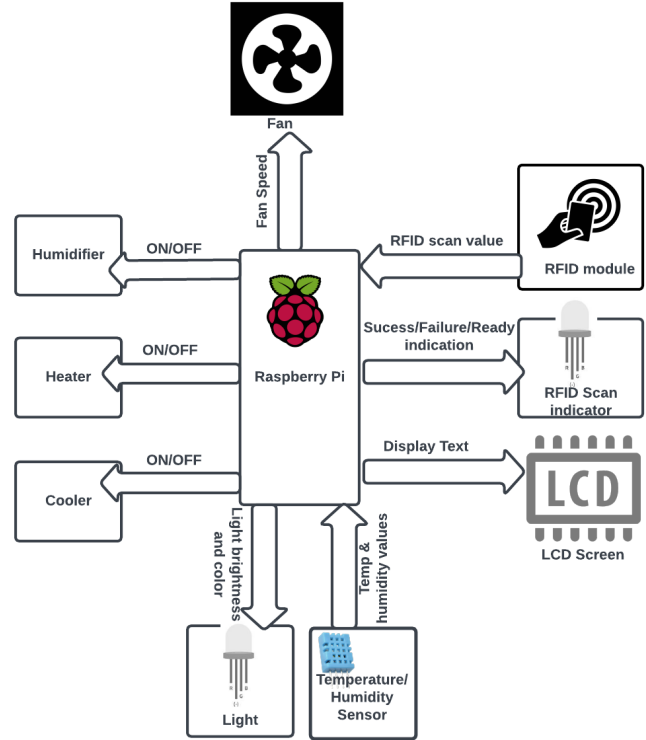 Fan
Fan Speed
RFID scan value
RFID module
Humidifier
ON/OFF
Sucess/Failure/Ready
indication
RFID Scan
indicator
Heater
ON/OFF
Raspberry Pi
Cooler
ON/OFF
Display Text
LCD
LCD Screen
Light brightness
and color
Temp &
humidity values
Light
Temperature/
Humidity
Sensor